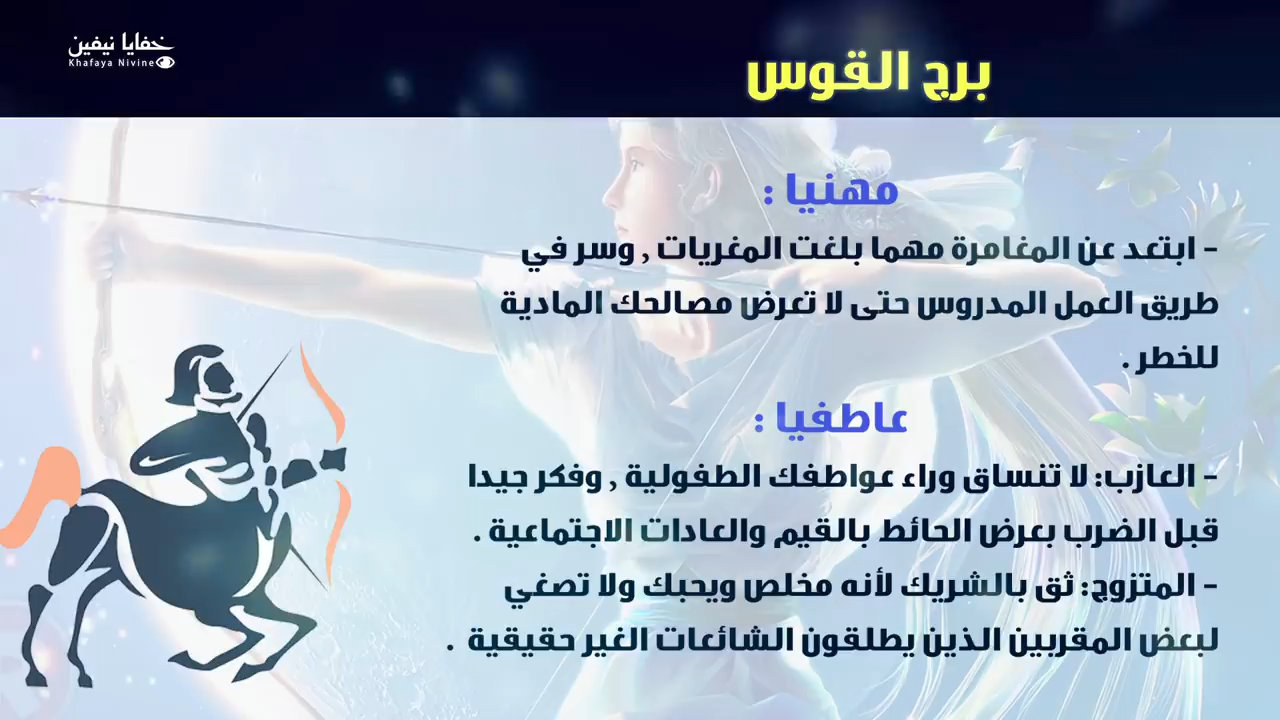 خفايا نيفين
Khafaya Nivine
برج القوس
مهنيا :
– ابتعد عن المغامرة مهما بلغت المغريات , وسر في
طريق العمل المدروس حتى لا تعرض مصالحك المادية
للخطر .
عاطفيا :
– العازب: لا تنساق وراء عواطفك الطفولية , وفكر جيدا
قبل الضرب بعرض الحائط بالقيم والعادات الاجتماعية .
– المتزوج: ثق بالشريك لأنه مخلص ويحبك ولا تصغي
لبعض المقربين الذين يطلقون الشائعات الغير حقيقية .